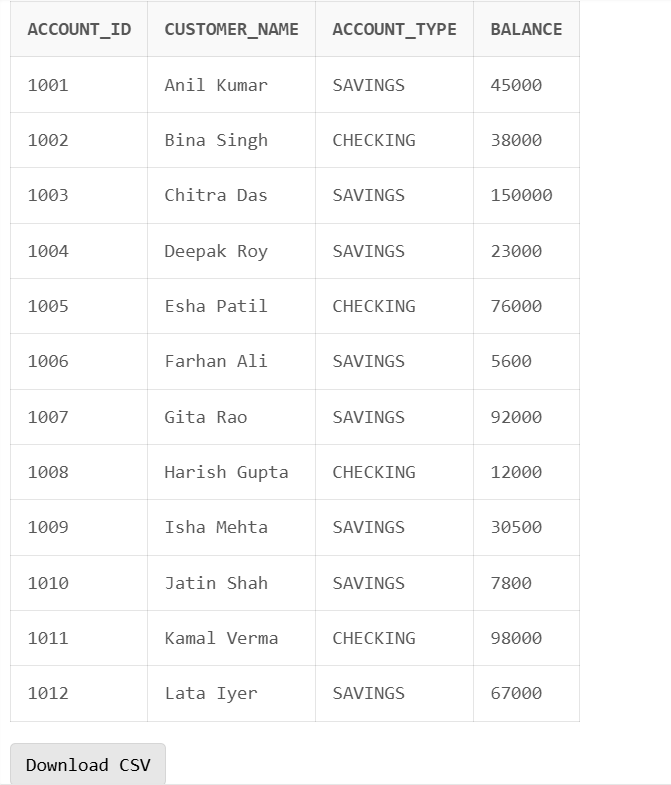 ACCOUNT_ID CUSTOMER_NAME ACCOUNT_TYPE BALANCE
1001 Anil Kumar SAVINGS 45000
1002 Bina Singh CHECKING 38000
1003 Chitra Das SAVINGS 150000
1004 Deepak Roy SAVINGS 23000
1005 Esha Patil CHECKING 76000
1006 Farhan Ali SAVINGS 5600
1007 Gita Rao SAVINGS 92000
1008 Harish Gupta CHECKING 12000
1009 Isha Mehta SAVINGS 30500
1010 Jatin Shah SAVINGS 7800
1011 Kamal Verma CHECKING 98000
1012 Lata Iyer SAVINGS 67000
Download CSV